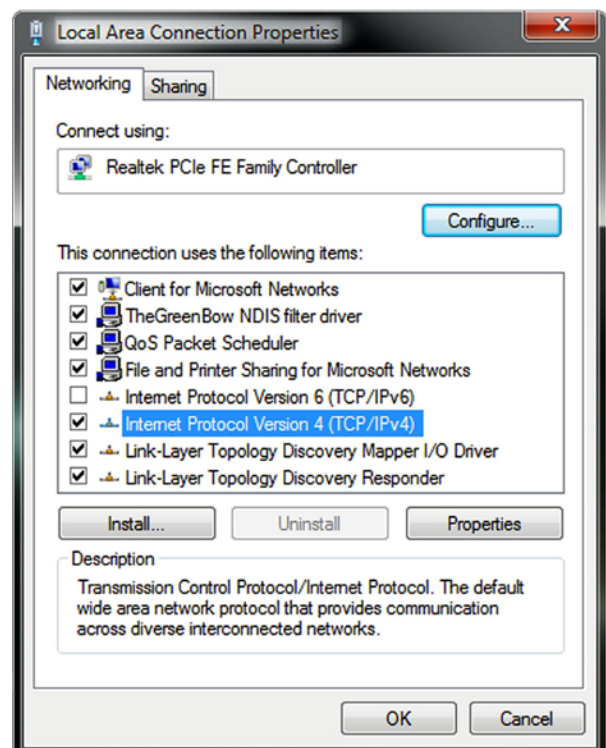 Local Area Connection Properties
Networking
Sharing
Connect using:
Realtek PCIe FE Family Controller
Configure...
This connection uses the following items:
Client for Microsoft Networks
TheGreenBow NDIS filter driver
QoS Packet Scheduler
File and Printer Sharing for Microsoft Networks
Internet Protocol Version 6 (TCP/IPv6)
Internet Protocol Version 4 (TCP/IPv4)
Link-Layer Topology Discovery Mapper I/O Driver
Link-Layer Topology Discovery Responder
Install...
Uninstall
Properties
Description
Transmission Control Protocol/Internet Protocol. The default
wide area network protocol that provides communication
across diverse interconnected networks.
OK
Cancel